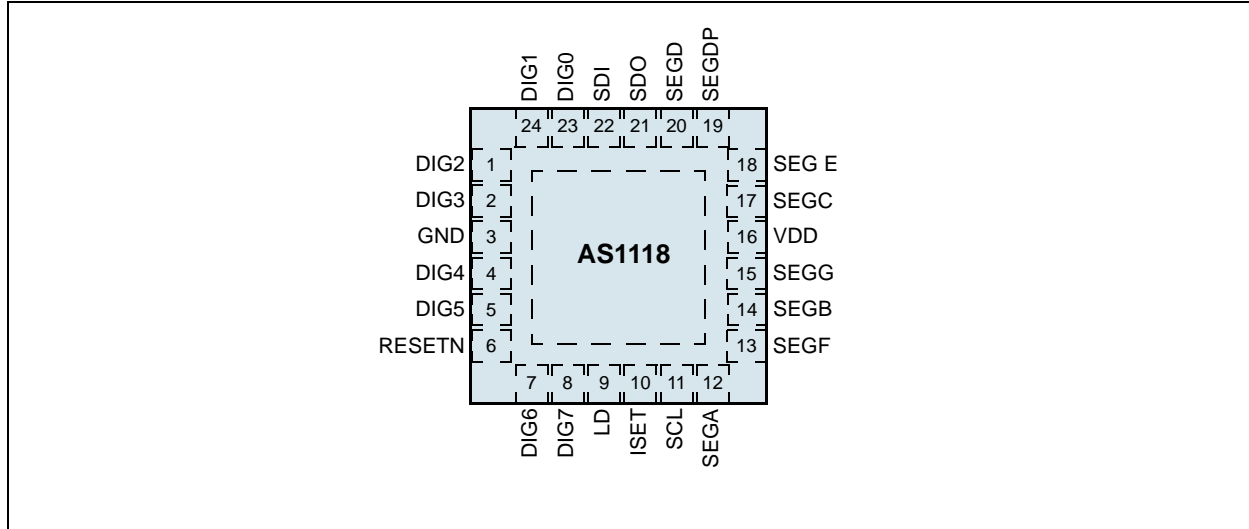 DIG1 DIG0 SDI SDO SEGD SEGDP
24 23 22 21 20 19
DIG2 1 18 SEG E
DIG3 2 17 SEGC
GND 3 16 VDD
AS1118
DIG4 4 15 SEGG
DIG5 5 14 SEGB
RESETN 6 13 SEGF
7 8 9 10 11 12
DIG6 DIG7 LD ISET SCL SEGA